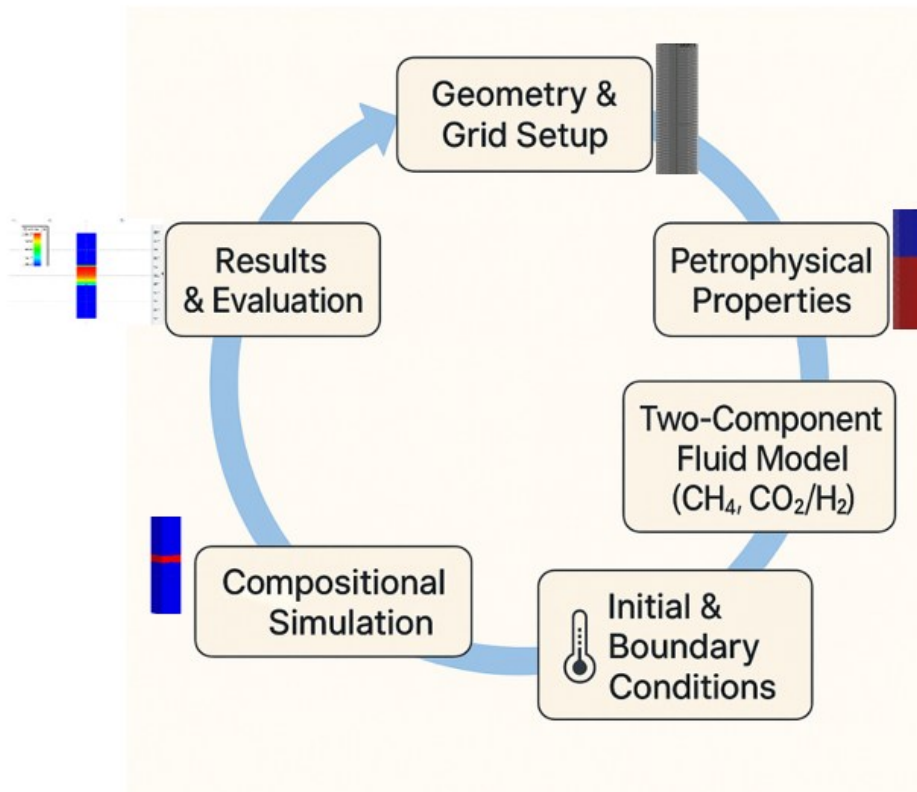 Geometry &
Grid Setup
Petrophysical
Properties
Two-Component
Fluid Model
(CH₄, CO₂/H₂)
Initial &
Boundary
Conditions
Compositional
Simulation
Results
& Evaluation